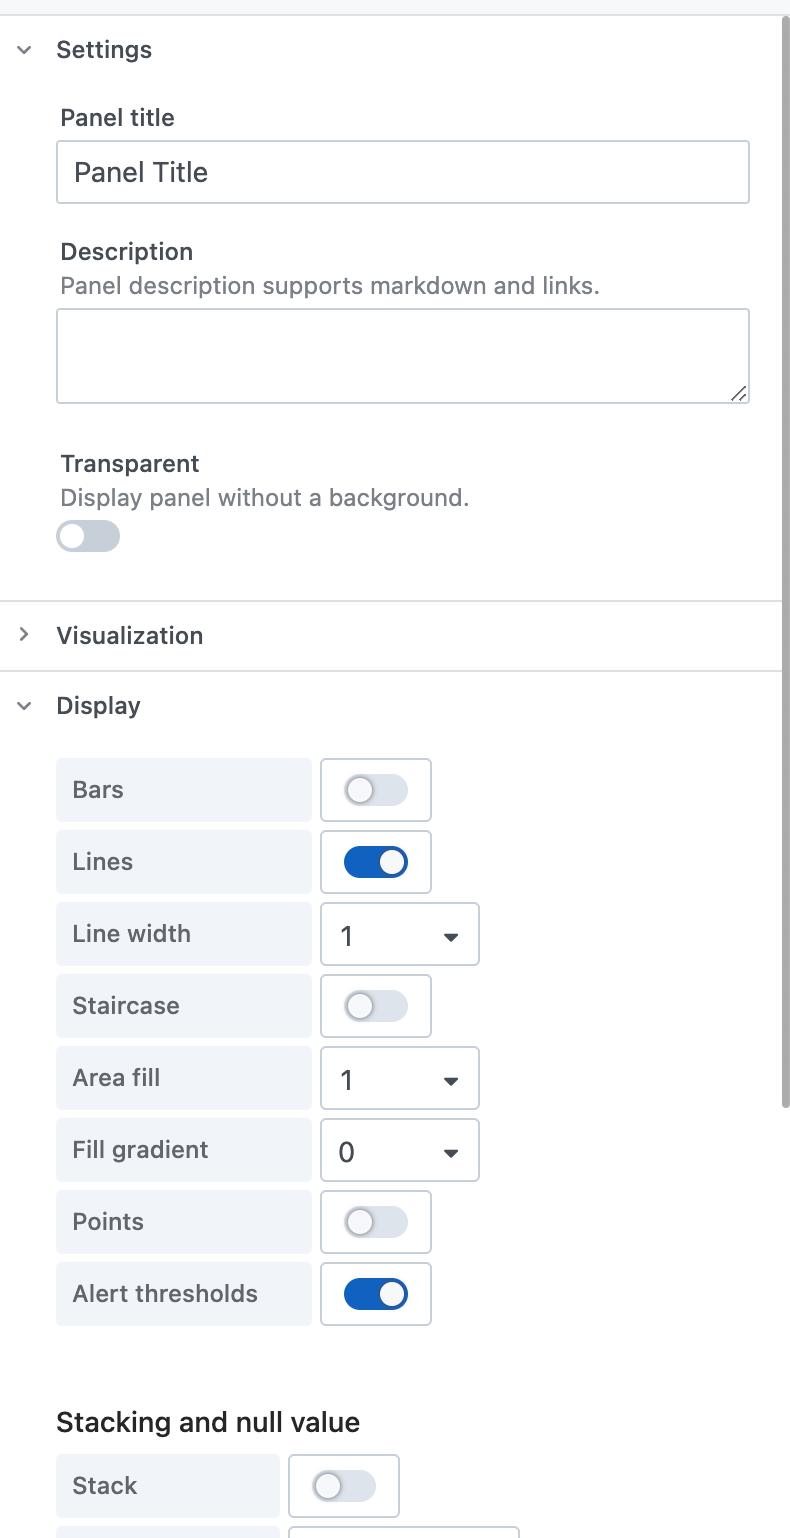 Settings
Panel title
Panel Title
Description
Panel description supports markdown and links.
Transparent
Display panel without a background.
Visualization
Display
Bars
Lines
Line width
1
Staircase
Area fill
1
Fill gradient
0
Points
Alert thresholds
Stacking and null value
Stack